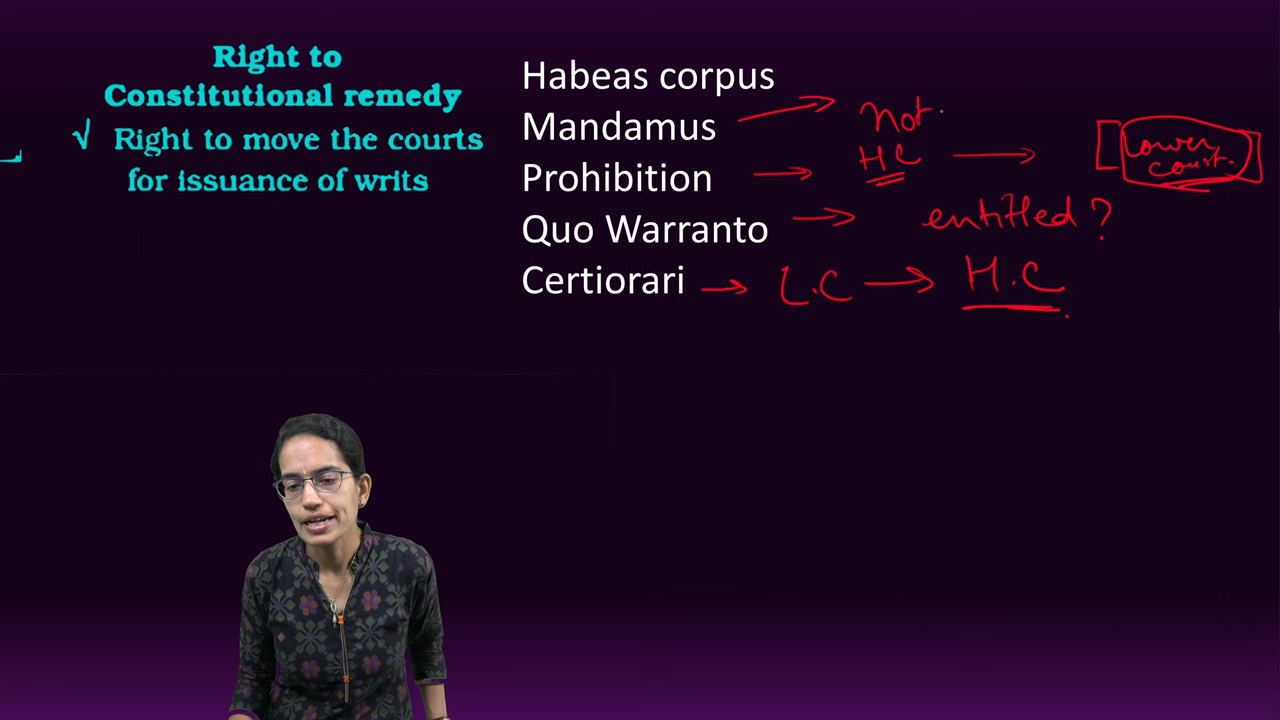 Right to
Constitutional remedy
√ Right to move the courts
for issuance of writs
Habeas corpus
Mandamus → not.
Prohibition → HC → [lower court.]
Quo Warranto → entitled?
Certiorari → L.C → H.C